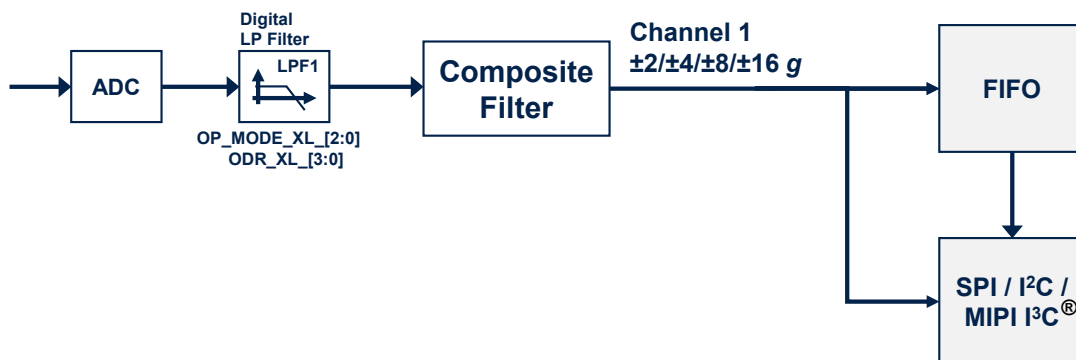 Digital
LP Filter
LPF1
ADC
OP_MODE_XL_[2:0]
ODR_XL_[3:0]
Composite
Filter
Channel 1
±2/±4/±8/±16 g
FIFO
SPI / I²C /
MIPI I³C®